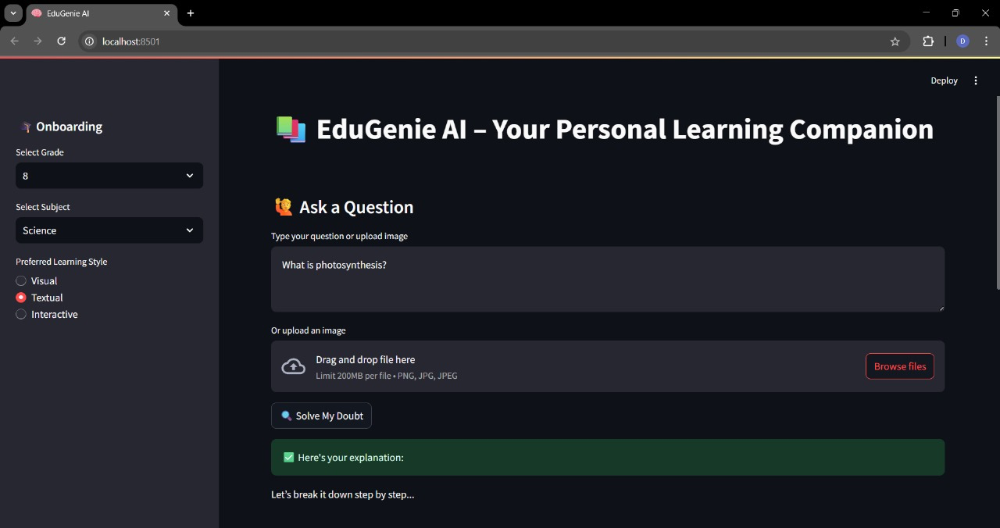 EduGenie AI
localhost:8501
D
Deploy
Onboarding
Select Grade
8
Select Subject
Science
Preferred Learning Style
Visual
Textual
Interactive
EduGenie AI – Your Personal Learning Companion
Ask a Question
Type your question or upload image
What is photosynthesis?
Or upload an image
Drag and drop file here
Limit 200MB per file • PNG, JPG, JPEG
Browse files
Solve My Doubt
Here's your explanation:
Let's break it down step by step...